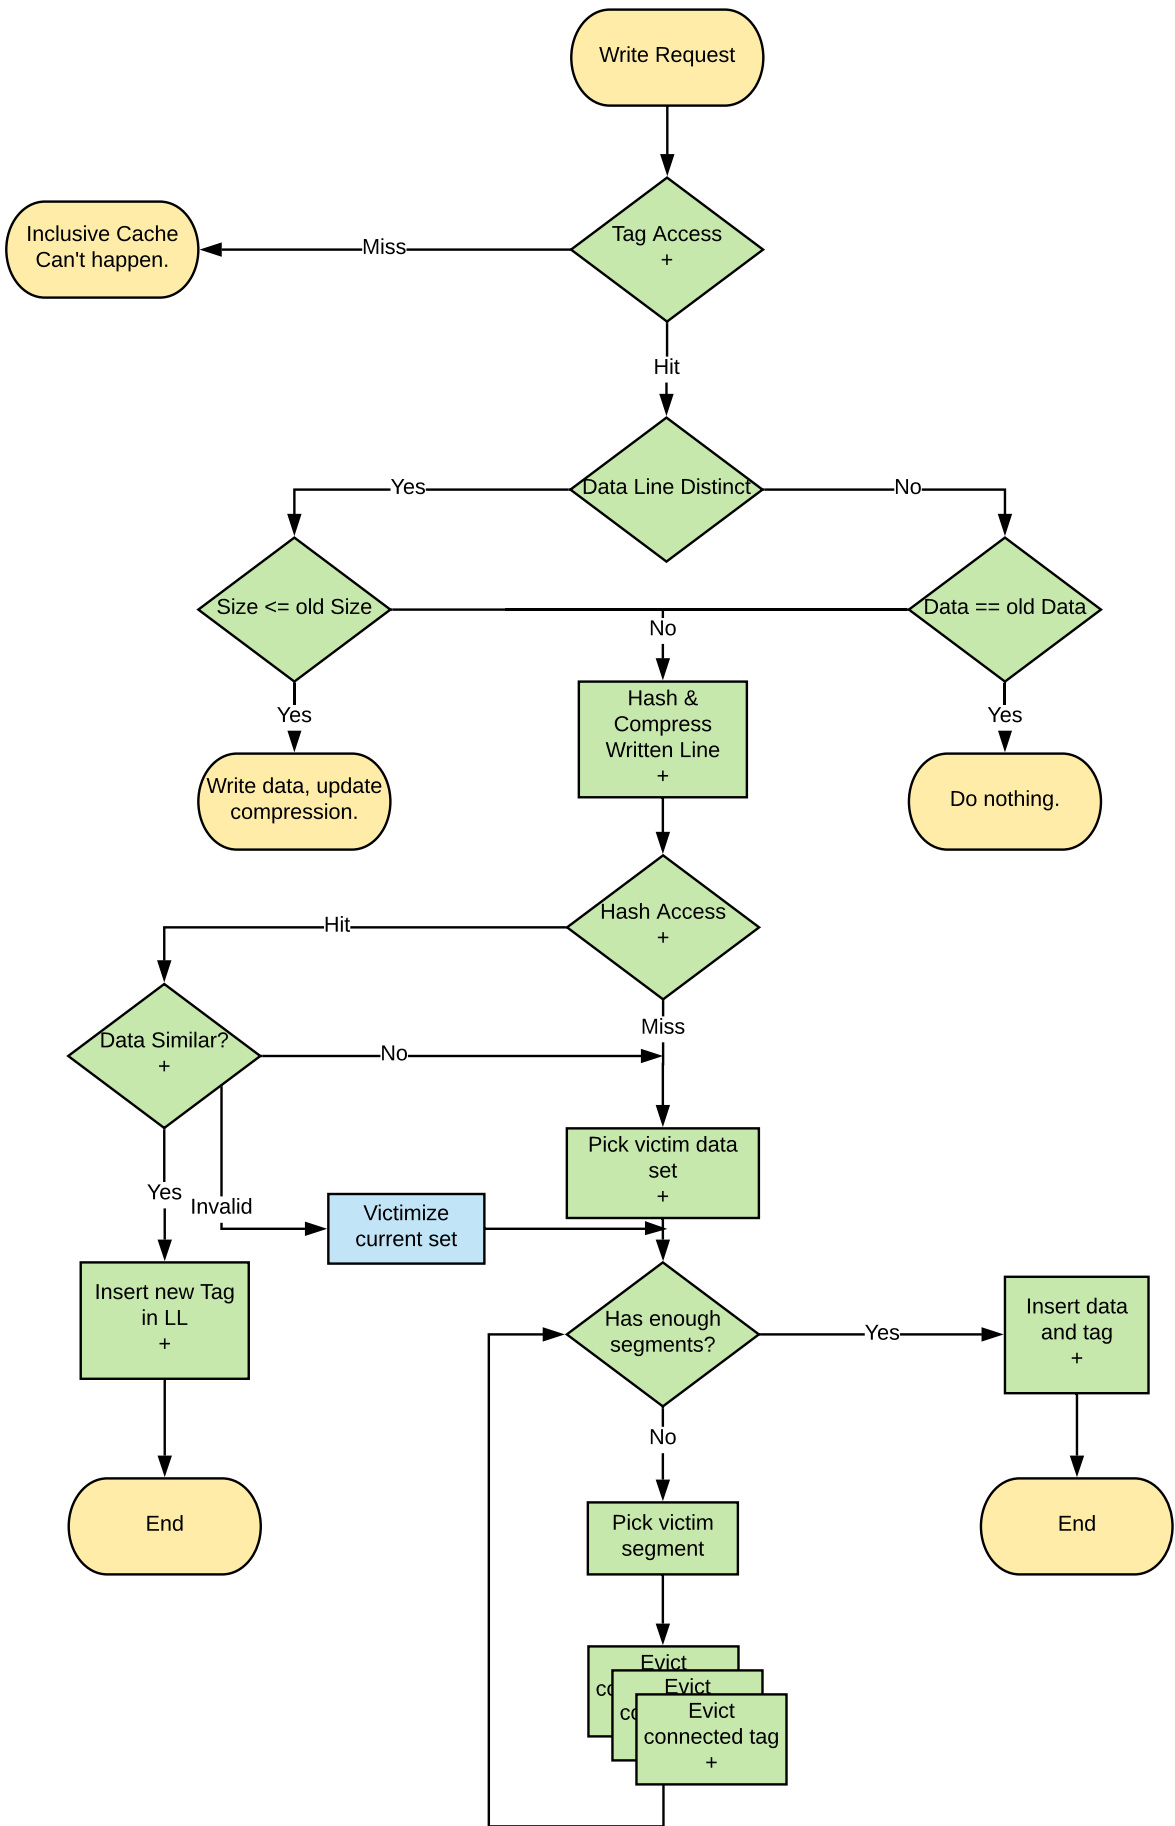 Write Request
Tag Access
+
Inclusive Cache
Can't happen.
Miss
Hit
Data Line Distinct
Yes
No
Size <= old Size
Data == old Data
No
Yes
Yes
Hash &
Compress
Written Line
+
Write data, update
compression.
Do nothing.
Hash Access
+
Hit
Miss
Data Similar?
+
No
Pick victim data
set
+
Yes
Invalid
Victimize
current set
Insert new Tag
in LL
+
Has enough
segments?
Yes
Insert data
and tag
+
No
End
Pick victim
segment
End
Evict
Evict
Evict
connected tag
+